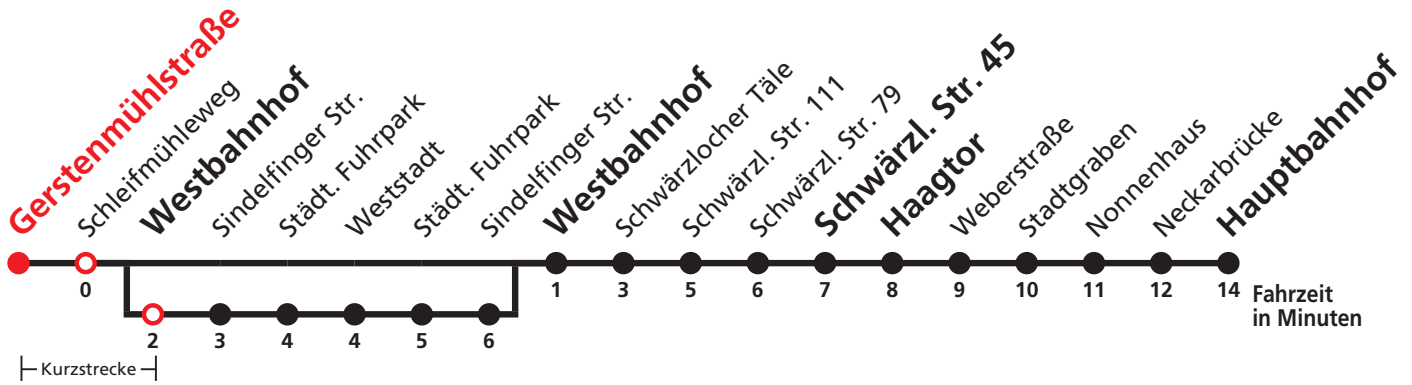 Gerstenmühlstraße
Schleifmühleweg
Westbahnhof
Sindelfinger Str.
Städt. Fuhrpark
Weststadt
Städt. Fuhrpark
Sindelfinger Str.
Westbahnhof
Schwärzlocher Täle
Schwärzl. Str. 111
Schwärzl. Str. 79
Schwärzl. Str. 45
Haagtor
Weberstraße
Stadtgraben
Nonnenhaus
Neckarbrücke
Hauptbahnhof
0 1 3 5 6 7 8 9 10 11 12 14 Fahrzeit
in Minuten
2 3 4 4 5 6
Kurzstrecke